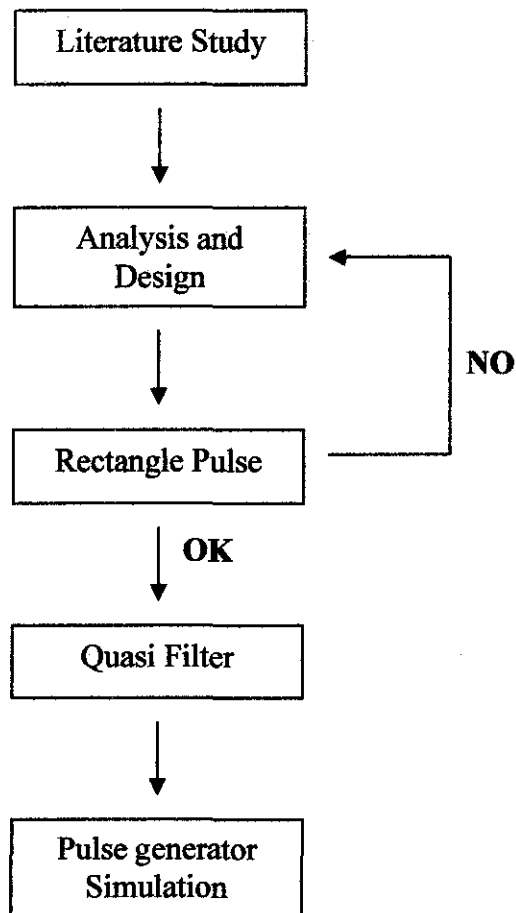 Literature Study
Analysis and
Design
NO
Rectangle Pulse
OK
Quasi Filter
Pulse generator
Simulation